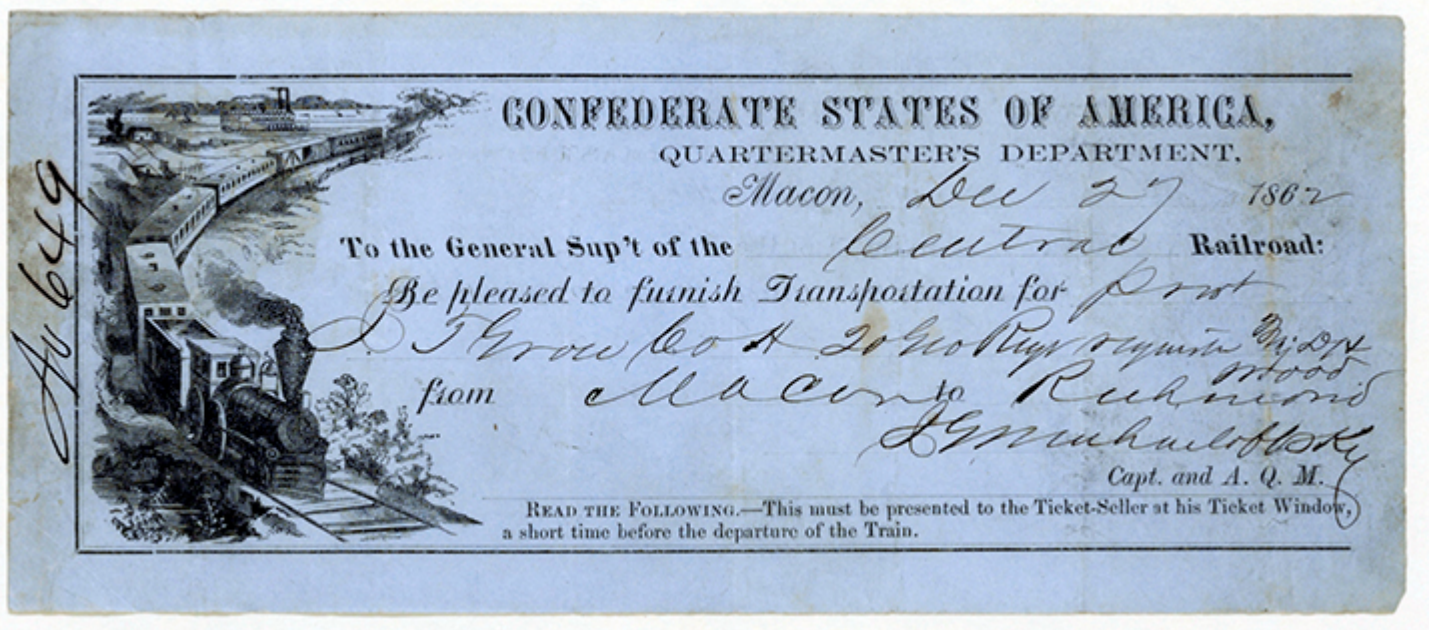 No 649
CONFEDERATE STATES OF AMERICA,
QUARTERMASTER'S DEPARTMENT,
Macon, Dec 27 1862
To the General Sup't of the Central Railroad:
Be pleased to furnish Transportation for
Co A 20 Geo Regt
Wood
from Macon to Richmond
Capt. and A. Q. M.
READ THE FOLLOWING.—This must be presented to the Ticket-Seller at his Ticket Window,
a short time before the departure of the Train.